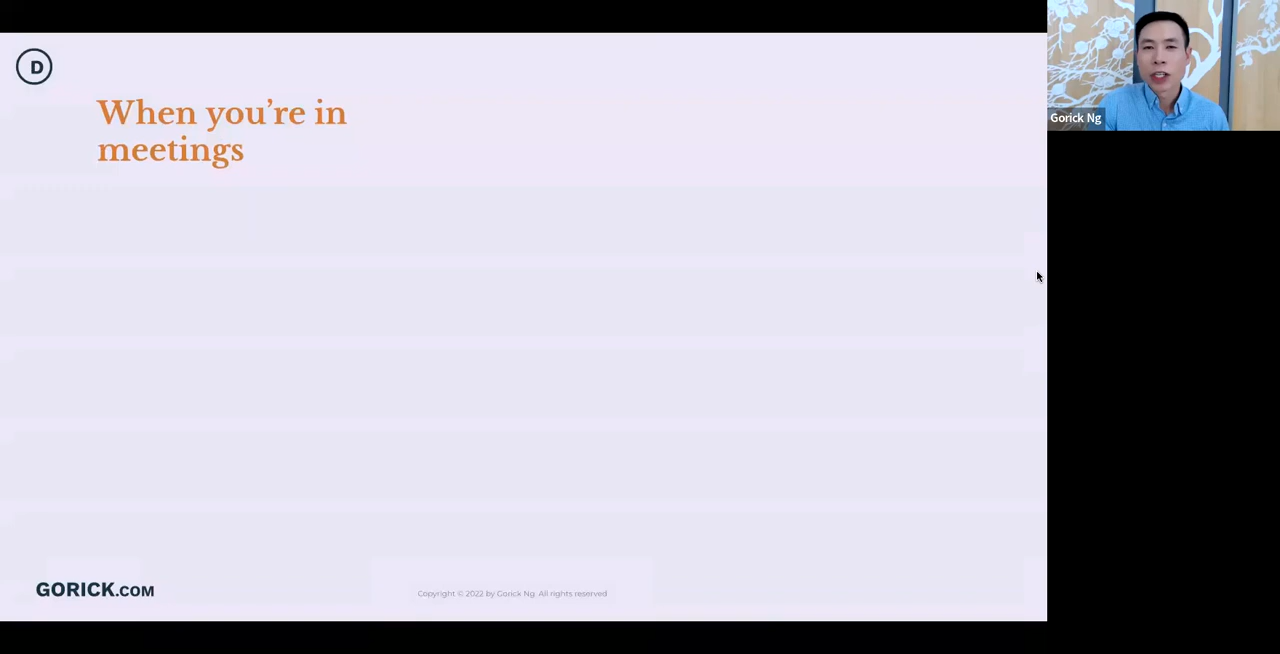 D
When you’re in
meetings
Gorick Ng
GORICK.COM
Copyright © 2022 by Gorick Ng. All rights reserved